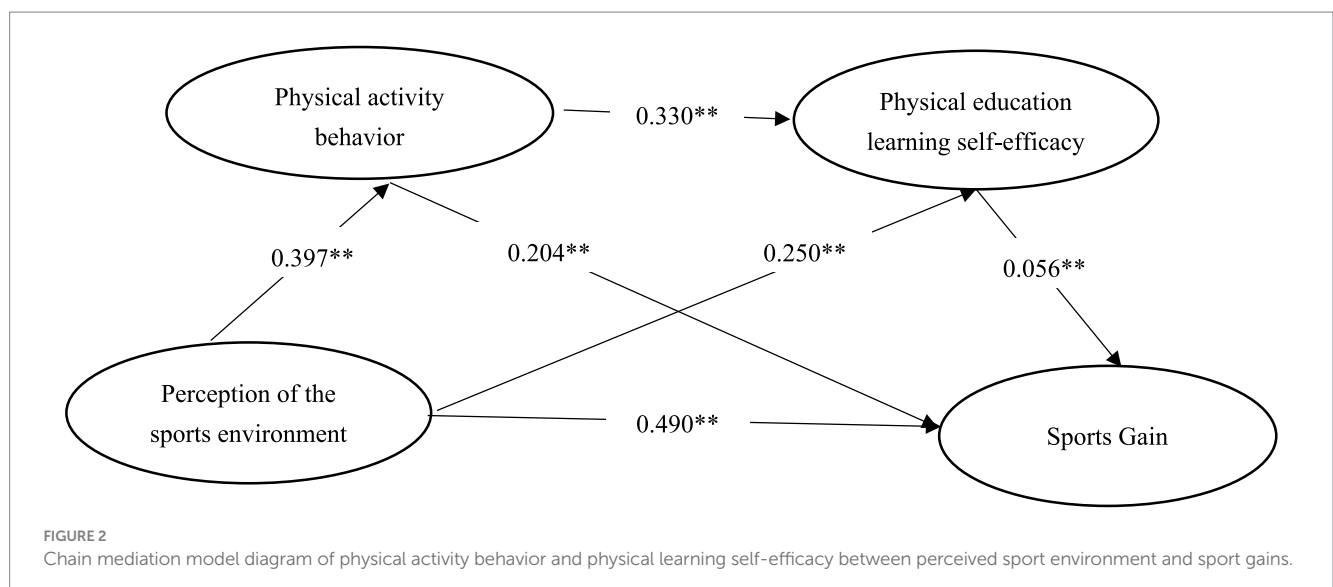 Physical activity
behavior
0.330**
Physical education
learning self-efficacy
0.397**
0.204**
0.250**
0.056**
Perception of the
sports environment
0.490**
Sports Gain
FIGURE 2
Chain mediation model diagram of physical activity behavior and physical learning self-efficacy between perceived sport environment and sport gains.